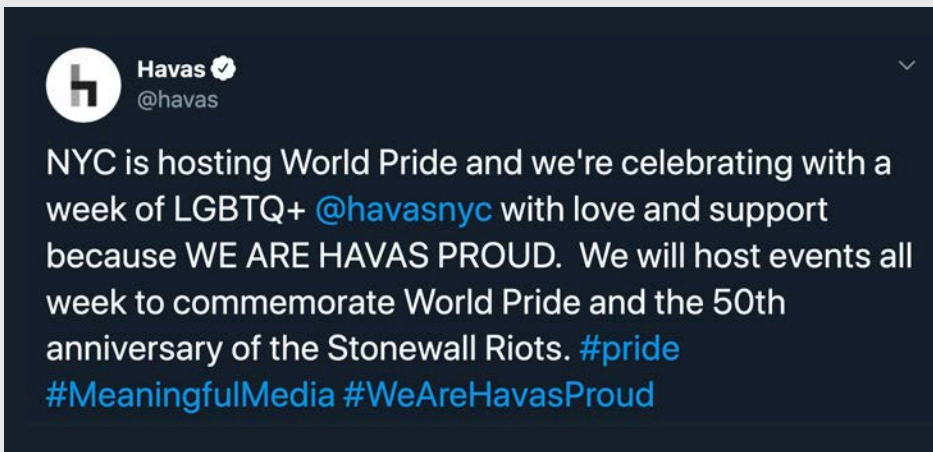 Havas
@havas
NYC is hosting World Pride and we're celebrating with a
week of LGBTQ+ @havasnyc with love and support
because WE ARE HAVAS PROUD.  We will host events all
week to commemorate World Pride and the 50th
anniversary of the Stonewall Riots. #pride
#MeaningfulMedia #WeAreHavasProud